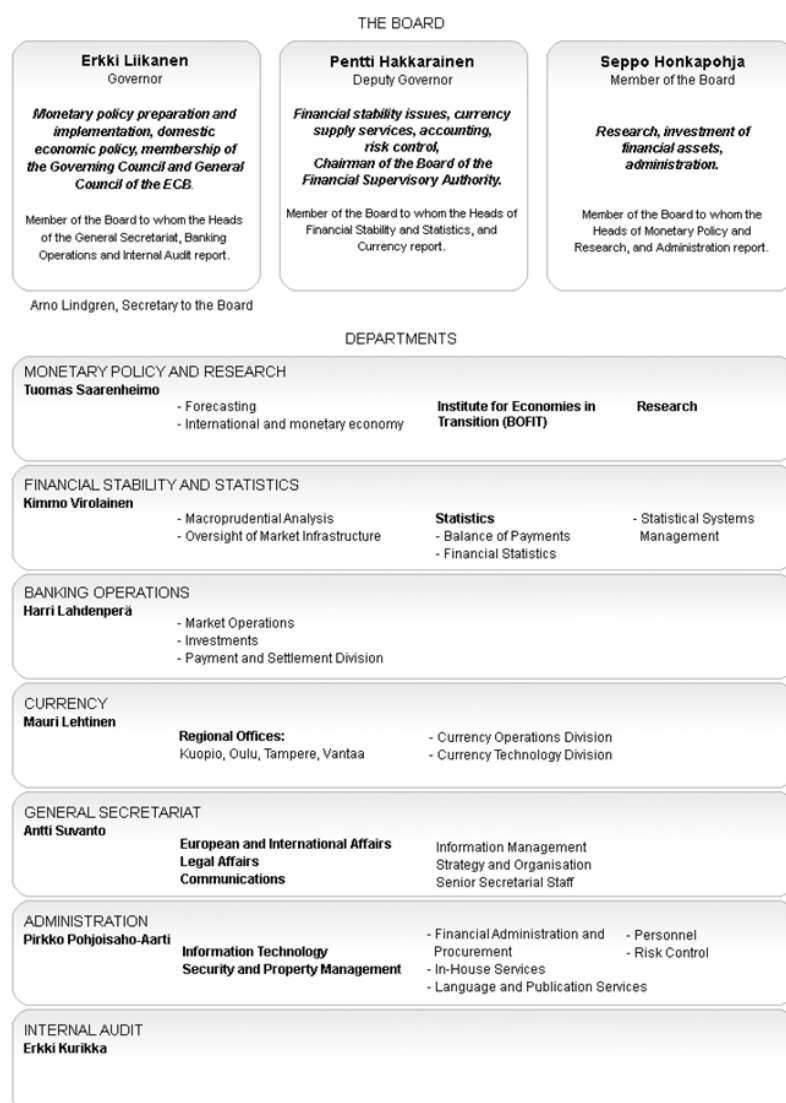 THE BOARD
Erkki Liikanen
Governor
Monetary policy preparation and
implementation, domestic
economic policy, membership of
the Governing Council and General
Council of the ECB.
Member of the Board to whom the Heads
of the General Secretariat, Banking
Operations and Internal Audit report.
Pentti Hakkarainen
Deputy Governor
Financial stability issues, currency
supply services, accounting,
risk control,
Chairman of the Board of the
Financial Supervisory Authority.
Member of the Board to whom the Heads of
Financial Stability and Statistics, and
Currency report.
Seppo Honkapohja
Member of the Board
Research, investment of
financial assets,
administration.
Member of the Board to whom the
Heads of Monetary Policy and
Research, and Administration report.
Arno Lindgren, Secretary to the Board
DEPARTMENTS
MONETARY POLICY AND RESEARCH
Tuomas Saarenheimo
- Forecasting
- International and monetary economy
Institute for Economies in
Transition (BOFIT)
Research
FINANCIAL STABILITY AND STATISTICS
Kimmo Virolainen
- Macroprudential Analysis
- Oversight of Market Infrastructure
Statistics
- Balance of Payments
- Financial Statistics
- Statistical Systems
Management
BANKING OPERATIONS
Harri Lahdenperä
- Market Operations
- Investments
- Payment and Settlement Division
CURRENCY
Mauri Lehtinen
Regional Offices:
Kuopio, Oulu, Tampere, Vantaa
- Currency Operations Division
- Currency Technology Division
GENERAL SECRETARIAT
Antti Suvanto
European and International Affairs
Legal Affairs
Communications
Information Management
Strategy and Organisation
Senior Secretarial Staff
ADMINISTRATION
Pirkko Pohjoisaho-Aarti
Information Technology
Security and Property Management
- Financial Administration and
Procurement
- In-House Services
- Language and Publication Services
- Personnel
- Risk Control
INTERNAL AUDIT
Erkki Kurikka